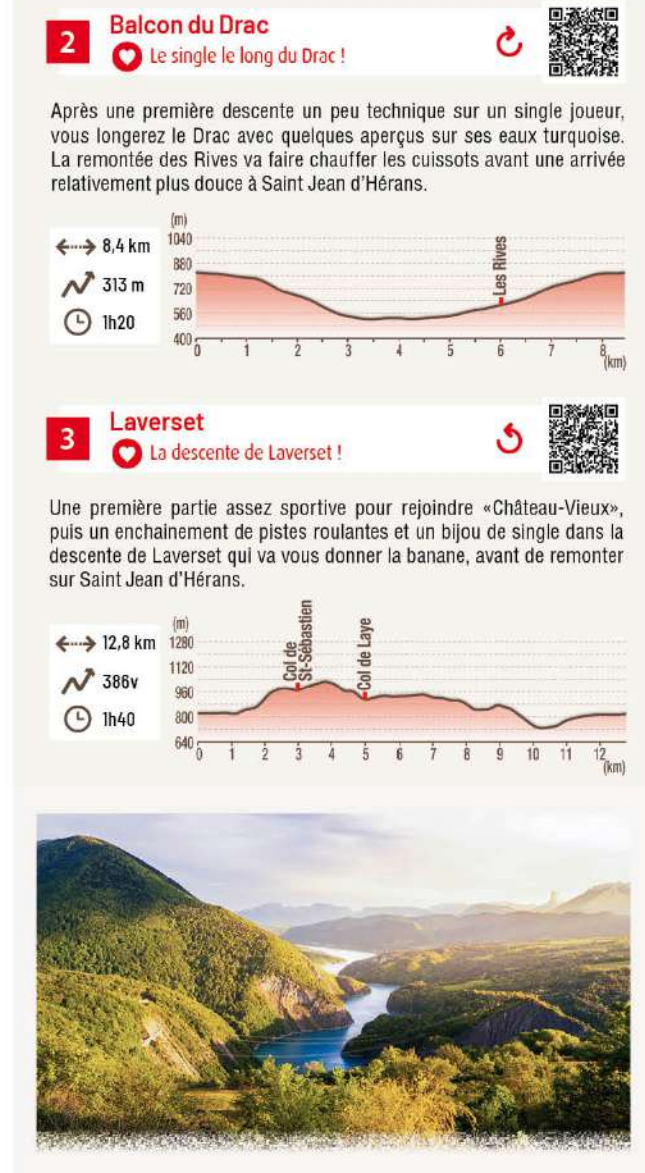 2
Balcon du Drac
Le single le long du Drac !
Après une première descente un peu technique sur un single joueur,
vous longerez le Drac avec quelques aperçus sur ses eaux turquoise.
La remontée des Rives va faire chauffer les cuissots avant une arrivée
relativement plus douce à Saint Jean d'Hérans.
8,4 km
313 m
1h20
(m)
1040
880
720
560
400
Les Rives
0 1 2 3 4 5 6 7 8
(km)
3
Laverset
La descente de Laverset !
Une première partie assez sportive pour rejoindre «Château-Vieux»,
puis un enchainement de pistes roulantes et un bijou de single dans la
descente de Laverset qui va vous donner la banane, avant de remonter
sur Saint Jean d'Hérans.
12,8 km
386v
1h40
(m)
1280
1120
960
800
640
Col de
St-Sébastien
Col de Laye
0 1 2 3 4 5 6 7 8 9 10 11 12
(km)